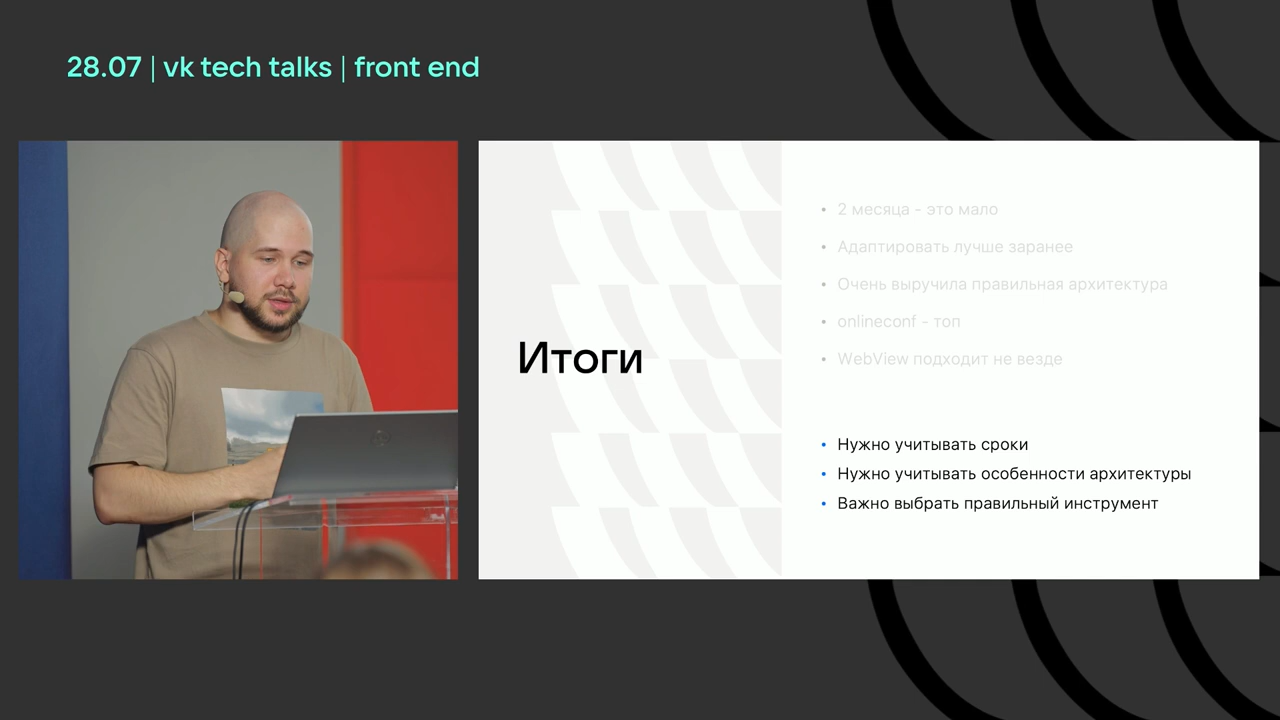 28.07 | vk tech talks | front end
Итоги
• 2 месяца - это мало
• Адаптировать лучше заранее
• Очень выручила правильная архитектура
• onlineconf - топ
• WebView подходит не везде
• Нужно учитывать сроки
• Нужно учитывать особенности архитектуры
• Важно выбрать правильный инструмент